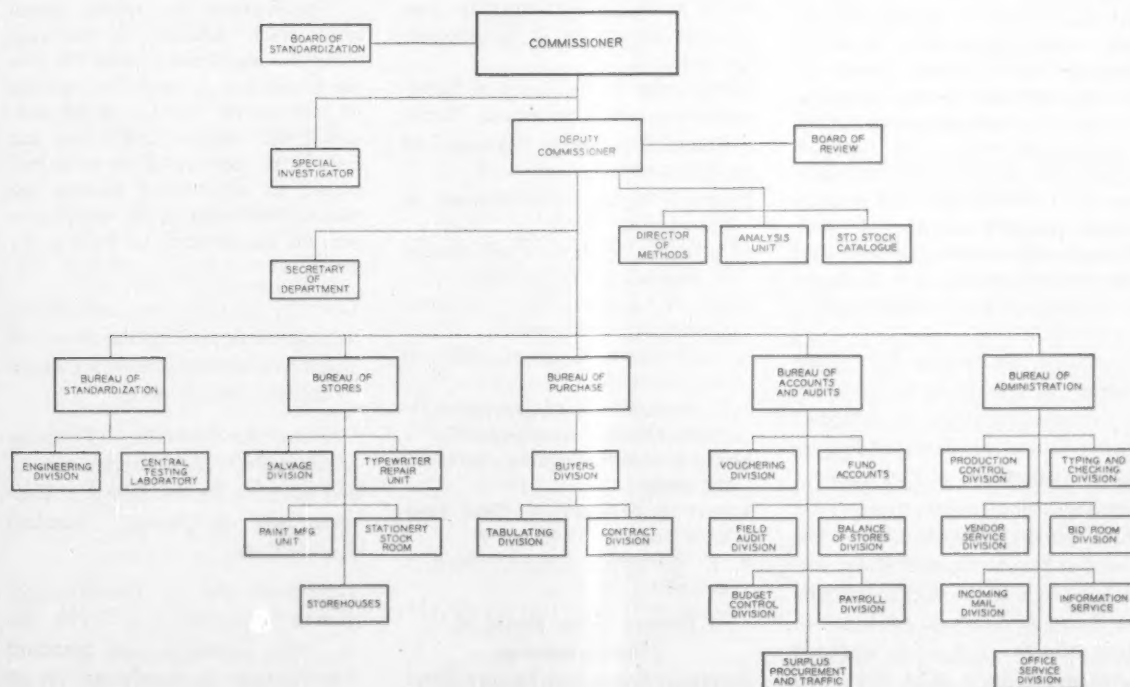 BOARD OF
STANDARDIZATION
COMMISSIONER
SPECIAL
INVESTIGATOR
DEPUTY
COMMISSIONER
BOARD OF
REVIEW
DIRECTOR
OF
METHODS
ANALYSIS
UNIT
STD STOCK
CATALOGUE
SECRETARY
OF
DEPARTMENT
BUREAU OF
STANDARDIZATION
BUREAU OF
STORES
BUREAU OF
PURCHASE
BUREAU OF
ACCOUNTS
AND AUDITS
BUREAU OF
ADMINISTRATION
ENGINEERING
DIVISION
CENTRAL
TESTING
LABORATORY
SALVAGE
DIVISION
TYPEWRITER
REPAIR
UNIT
BUYERS
DIVISION
VOUCHERING
DIVISION
FUND
ACCOUNTS
PRODUCTION
CONTROL
DIVISION
TYPING AND
CHECKING
DIVISION
PAINT MFG
UNIT
STATIONERY
STOCK
ROOM
TABULATING
DIVISION
CONTRACT
DIVISION
FIELD
AUDIT
DIVISION
BALANCE
OF STORES
DIVISION
VENDOR
SERVICE
DIVISION
BID ROOM
DIVISION
STOREHOUSES
BUDGET
CONTROL
DIVISION
PAYROLL
DIVISION
INCOMING
MAIL
DIVISION
INFORMATION
SERVICE
SURPLUS
PROCUREMENT
AND TRAFFIC
OFFICE
SERVICE
DIVISION